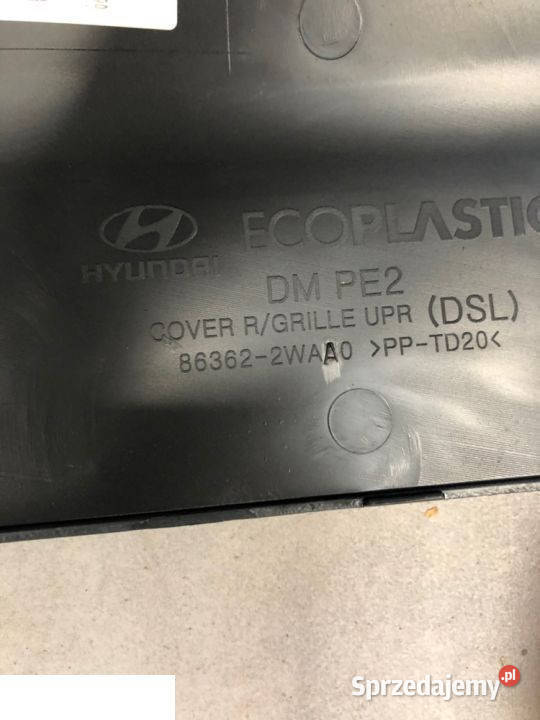 HYUNDAI
ECOPLASTIC
DM PE2
COVER R/GRILLE UPR (DSL)
86362-2WAA0 >PP-TD20<
Sprzedajemy.pl